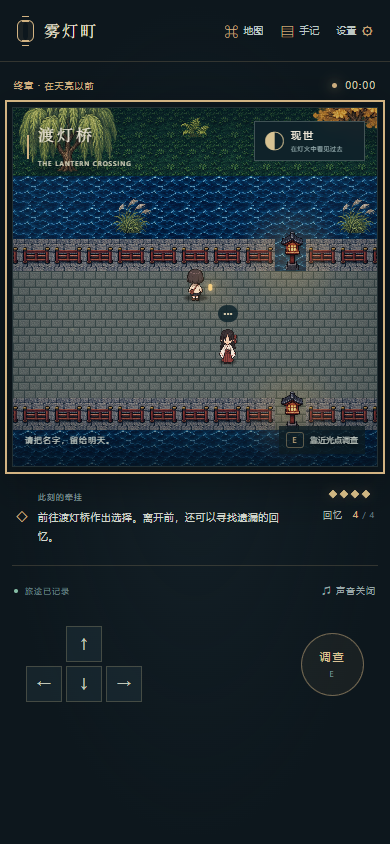 雾灯町
地图
手记
设置
终章 · 在天亮以前
00:00
渡灯桥
THE LANTERN CROSSING
现世
在灯火中看见过去
请把名字，留给明天。
E 靠近光点调查
此刻的牵挂
前往渡灯桥作出选择。离开前，还可以寻找遗漏的回
忆。
回忆 4 / 4
旅途已记录
声音关闭
↑
← ↓ →
调查
E